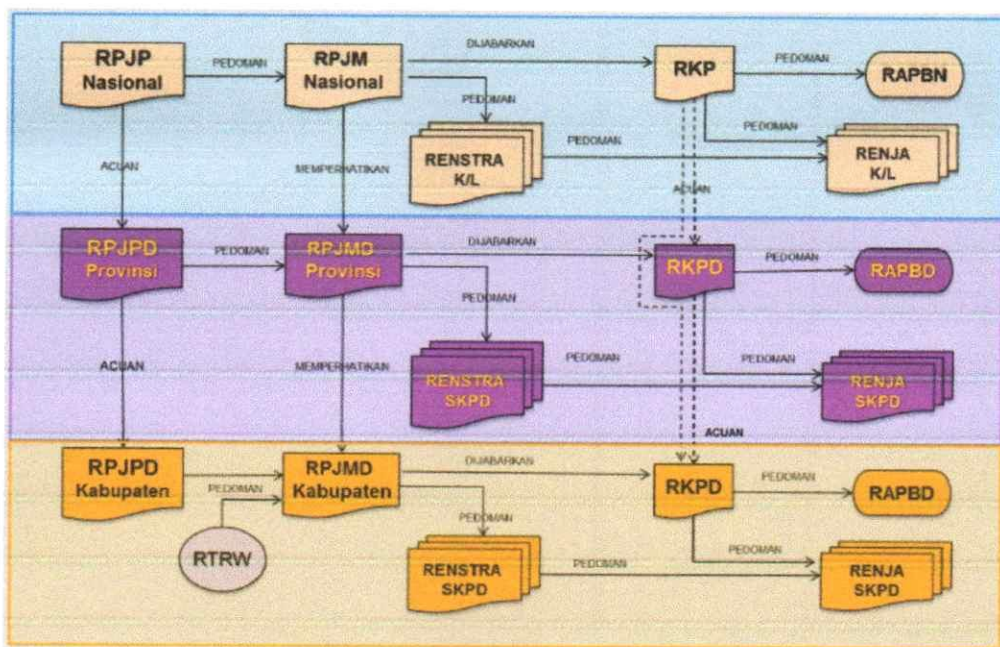 RPJP
Nasional
PEDOMAN
RPJM
Nasional
DIJABARKAN
RKP
PEDOMAN
RAPBN
PEDOMAN
RENSTRA
K/L
PEDOMAN
PEDOMAN
RENJA
K/L
ACUAN
MEMPERHATIKAN
ACUAN
RPJPD
Provinsi
PEDOMAN
RPJMD
Provinsi
DIJABARKAN
RKPD
PEDOMAN
RAPBD
PEDOMAN
RENSTRA
SKPD
PEDOMAN
PEDOMAN
RENJA
SKPD
ACUAN
MEMPERHATIKAN
ACUAN
RPJPD
Kabupaten
PEDOMAN
RPJMD
Kabupaten
DIJABARKAN
RKPD
PEDOMAN
RAPBD
RTRW
PEDOMAN
RENSTRA
SKPD
PEDOMAN
PEDOMAN
RENJA
SKPD